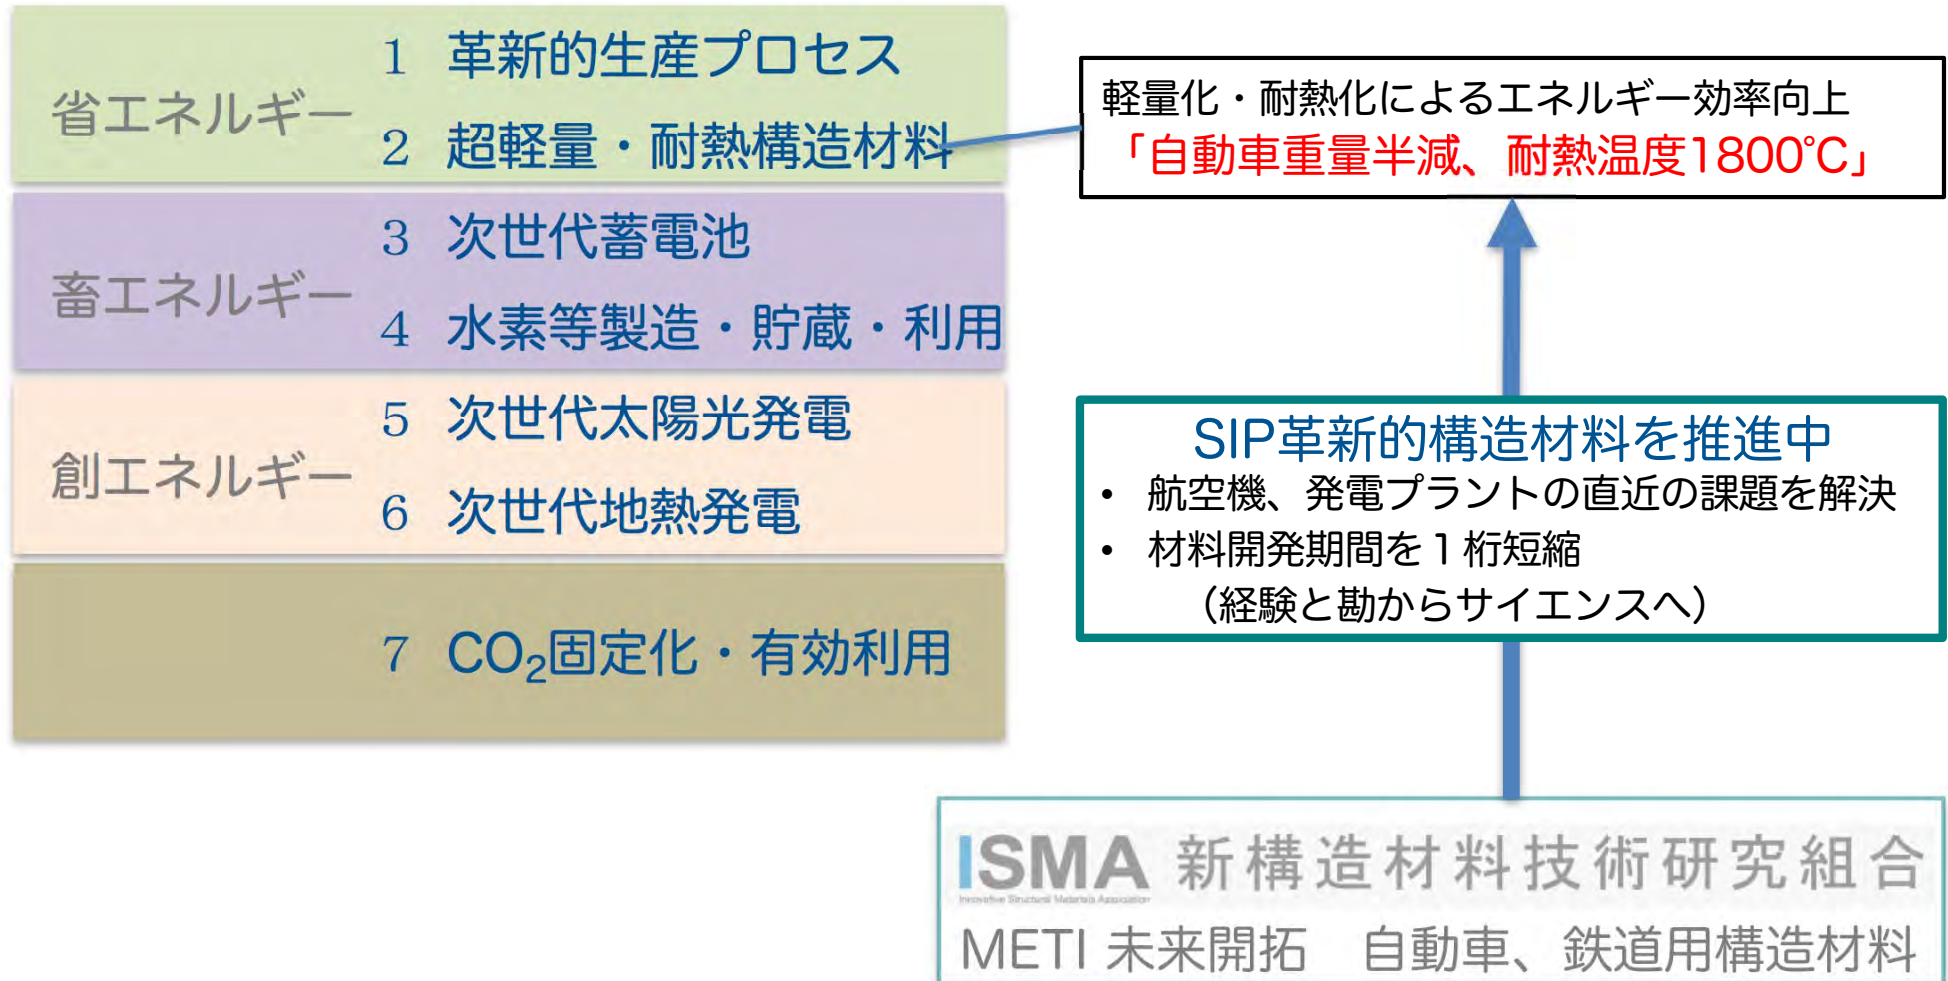 省エネルギー
1 革新的生産プロセス
2 超軽量・耐熱構造材料
畜エネルギー
3 次世代蓄電池
4 水素等製造・貯蔵・利用
創エネルギー
5 次世代太陽光発電
6 次世代地熱発電
7 CO₂固定化・有効利用
軽量化・耐熱化によるエネルギー効率向上
「自動車重量半減、耐熱温度1800℃」
SIP革新的構造材料を推進中
• 航空機、発電プラントの直近の課題を解決
• 材料開発期間を１桁短縮
（経験と勘からサイエンスへ）
ISMA 新構造材料技術研究組合
Innovative Structural Materials Association
METI 未来開拓 自動車、鉄道用構造材料